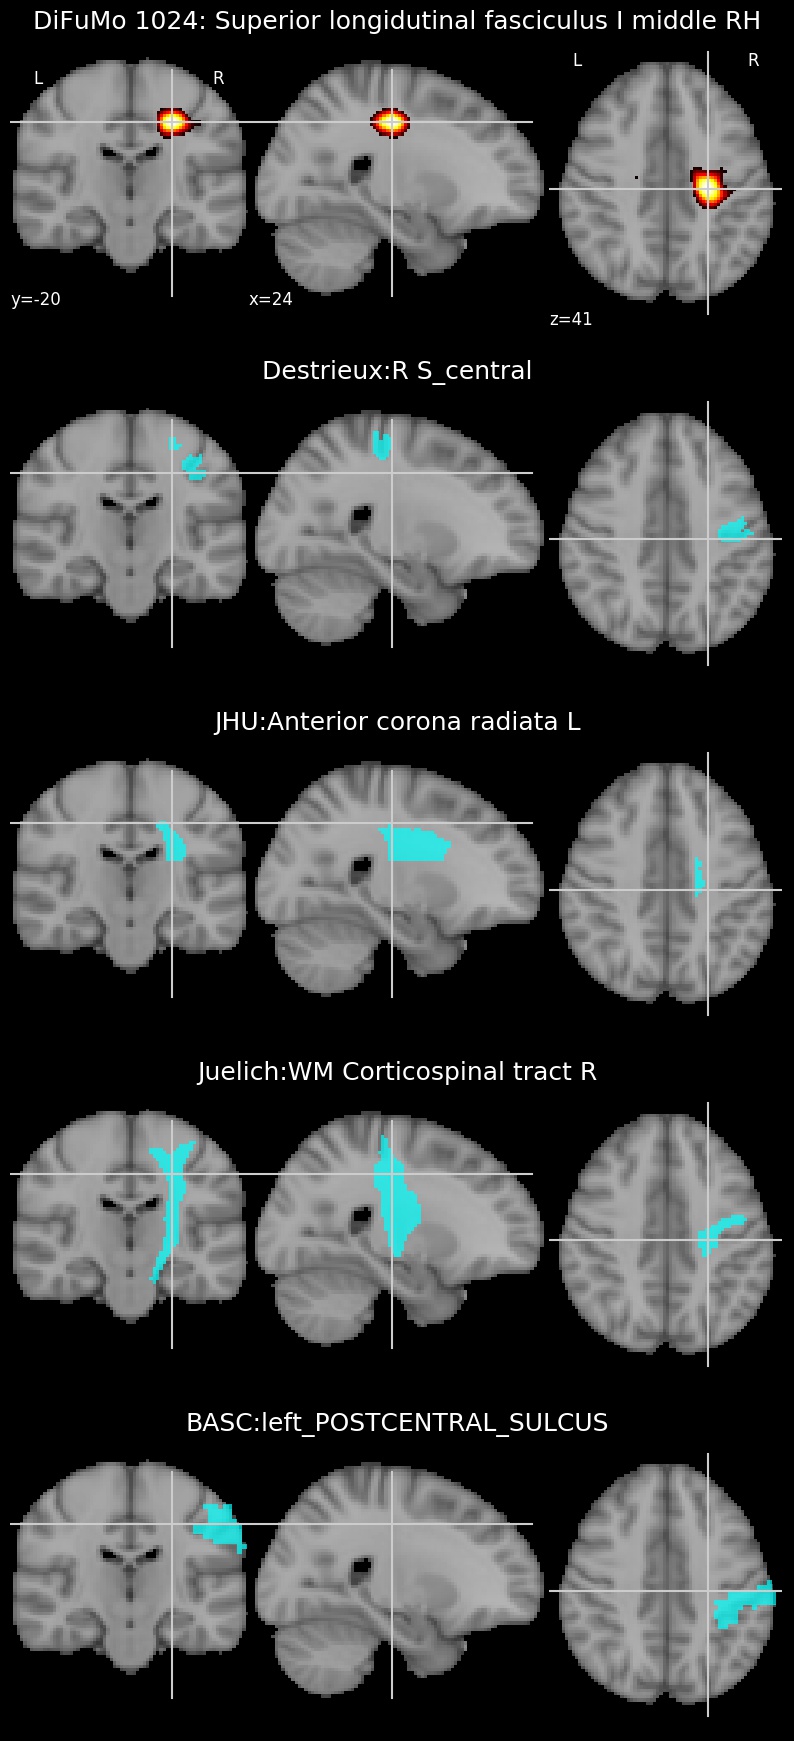 DiFuMo 1024: Superior longidutinal fasciculus I middle RH
L R L R
y=-20 x=24 z=41
Destrieux:R S_central
JHU:Anterior corona radiata L
Juelich:WM Corticospinal tract R
BASC:left_POSTCENTRAL_SULCUS